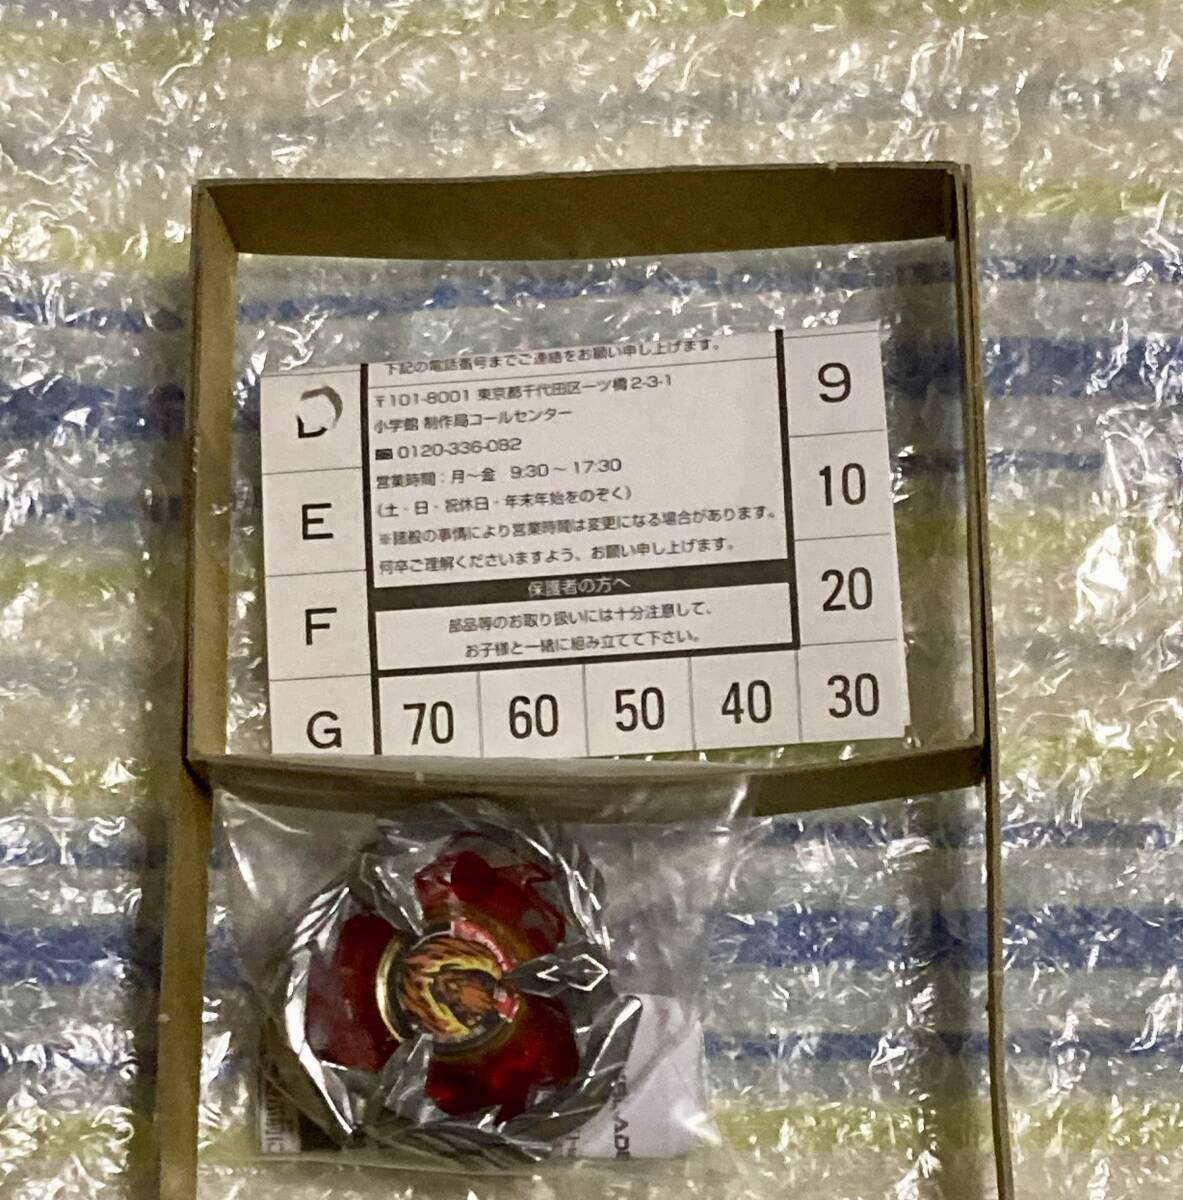 下記の電話番号までご連絡をお願い申し上げます。
〒101-8001 東京都千代田区一ツ橋2-3-1
小学館 制作局コールセンター
0120-336-082
営業時間：月〜金 9:30〜17:30
(土・日・祝休日・年末年始をのぞく)
※諸般の事情により営業時間は変更になる場合があります。
何卒ご理解くださいますよう、お願い申し上げます。
保護者の方へ
部品等のお取り扱いには十分注意して、
お子様と一緒に組み立てて下さい。
D
E
F
G
70 60 50 40 30
9
10
20